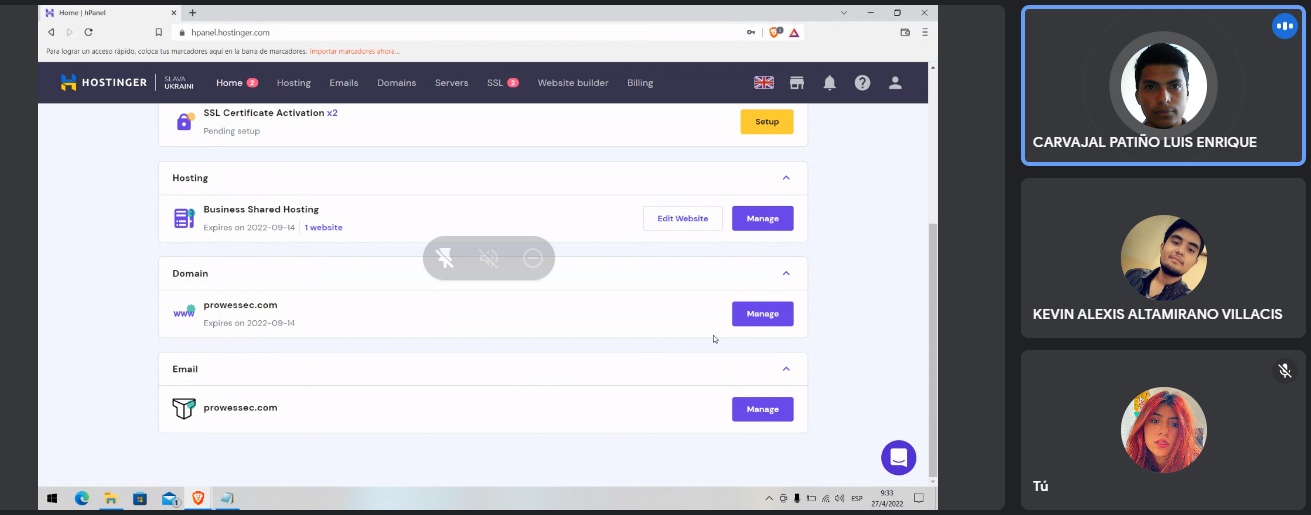 Home | hPanel
hpanel.hostinger.com
Para lograr un acceso rápido, coloca tus marcadores aquí en la barra de marcadores. Importar marcadores ahora...
HOSTINGER
SLAVA
UKRAINI
Home 2 Hosting Emails Domains Servers SSL 2 Website builder Billing
SSL Certificate Activation x2
Pending setup
Setup
Hosting
Business Shared Hosting
Expires on 2022-09-14 | 1 website
Edit Website
Manage
Domain
www
prowessec.com
Expires on 2022-09-14
Manage
Email
prowessec.com
Manage
ESP
9:33
27/4/2022
CARVAJAL PATIÑO LUIS ENRIQUE
KEVIN ALEXIS ALTAMIRANO VILLACIS
Tú